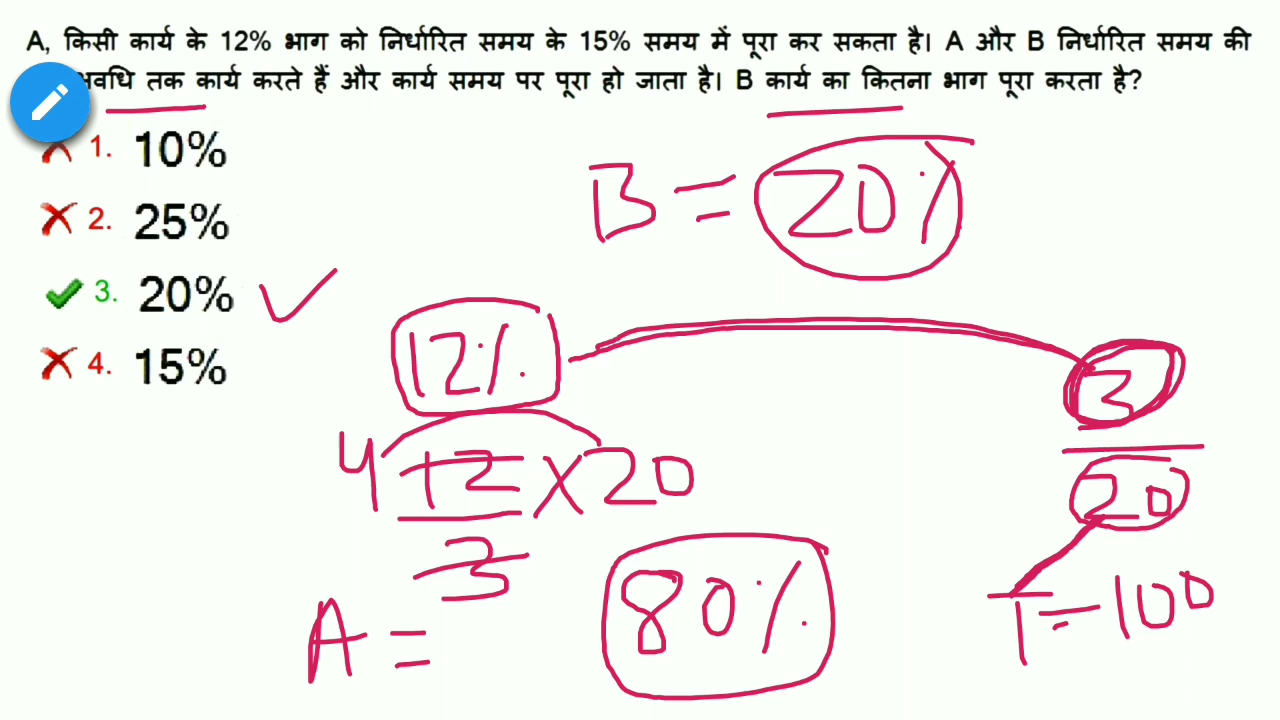 A, किसी कार्य के 12% भाग को निर्धारित समय के 15% समय में पूरा कर सकता है। A और B निर्धारित समय की
तक कार्य करते हैं और कार्य समय पर पूरा हो जाता है। B कार्य का कितना भाग पूरा करता है?
1. 10%
2. 25%
3. 20%
4. 15%
B = 20%
12%
3
20
4 12 × 20
3
T = 100
A = 80%